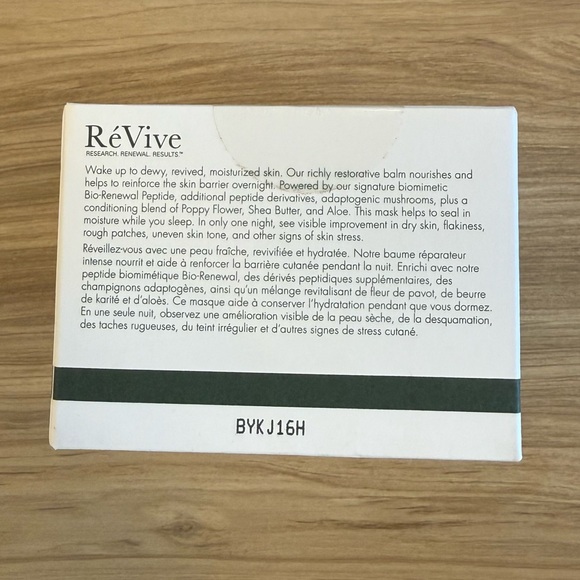 RéVive
RESEARCH. RENEWAL. RESULTS.™
Wake up to dewy, revived, moisturized skin. Our richly restorative balm nourishes and
helps to reinforce the skin barrier overnight. Powered by our signature biomimetic
Bio-Renewal Peptide, additional peptide derivatives, adaptogenic mushrooms, plus a
conditioning blend of Poppy Flower, Shea Butter, and Aloe. This mask helps to seal in
moisture while you sleep. In only one night, see visible improvement in dry skin, flakiness,
rough patches, uneven skin tone, and other signs of skin stress.
Réveillez-vous avec une peau fraîche, revivifiée et hydratée. Notre baume réparateur
intense nourrit et aide à renforcer la barrière cutanée pendant la nuit. Enrichi avec notre
peptide biomimétique Bio-Renewal, des dérivés peptidiques supplémentaires, des
champignons adaptogènes, ainsi qu'un mélange revitalisant de fleur de pavot, de beurre
de karité et d'aloès. Ce masque aide à conserver l'hydratation pendant que vous dormez.
En une seule nuit, observez une amélioration visible de la peau sèche, de la desquamation,
des taches rugueuses, du teint irrégulier et d'autres signes de stress cutané.
BYKJ16H